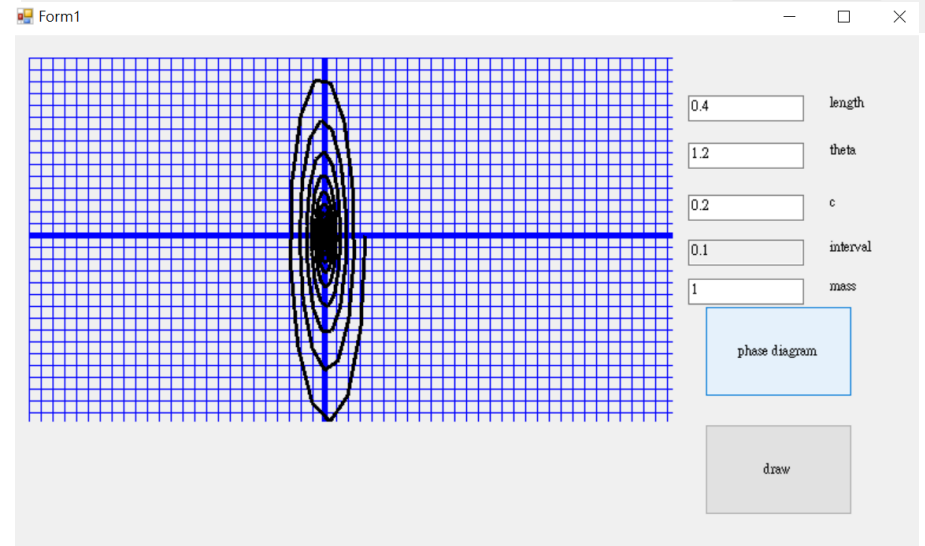 Form1
0.4 length
1.2 theta
0.2 c
0.1 interval
1 mass
phase diagram
draw